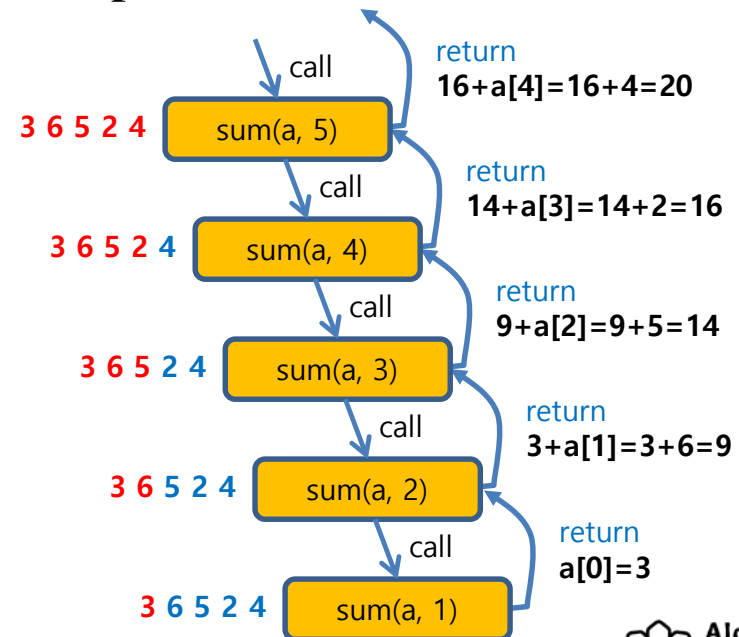 call
return
16+a[4]=16+4=20
3 6 5 2 4
sum(a, 5)
call
return
14+a[3]=14+2=16
3 6 5 2 4
sum(a, 4)
call
return
9+a[2]=9+5=14
3 6 5 2 4
sum(a, 3)
call
return
3+a[1]=3+6=9
3 6 5 2 4
sum(a, 2)
call
return
a[0]=3
3 6 5 2 4
sum(a, 1)